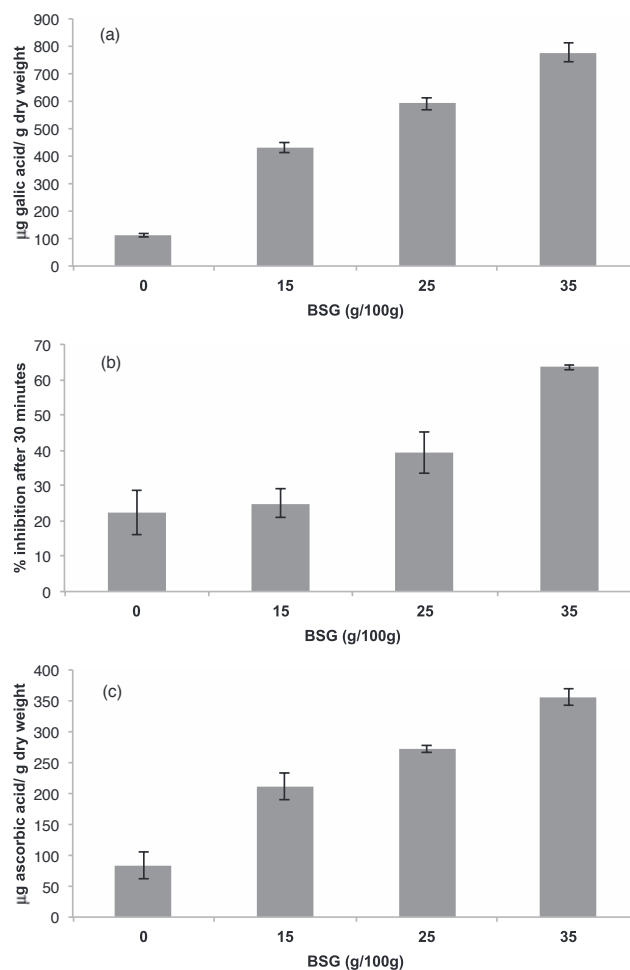 (a)
µg galic acid/ g dry weight
900
800
700
600
500
400
300
200
100
0
0 15 25 35
BSG (g/100g)
(b)
% inhibition after 30 minutes
70
60
50
40
30
20
10
0
0 15 25 35
BSG (g/100g)
(c)
µg ascorbic acid/ g dry weight
400
350
300
250
200
150
100
50
0
0 15 25 35
BSG (g/100g)